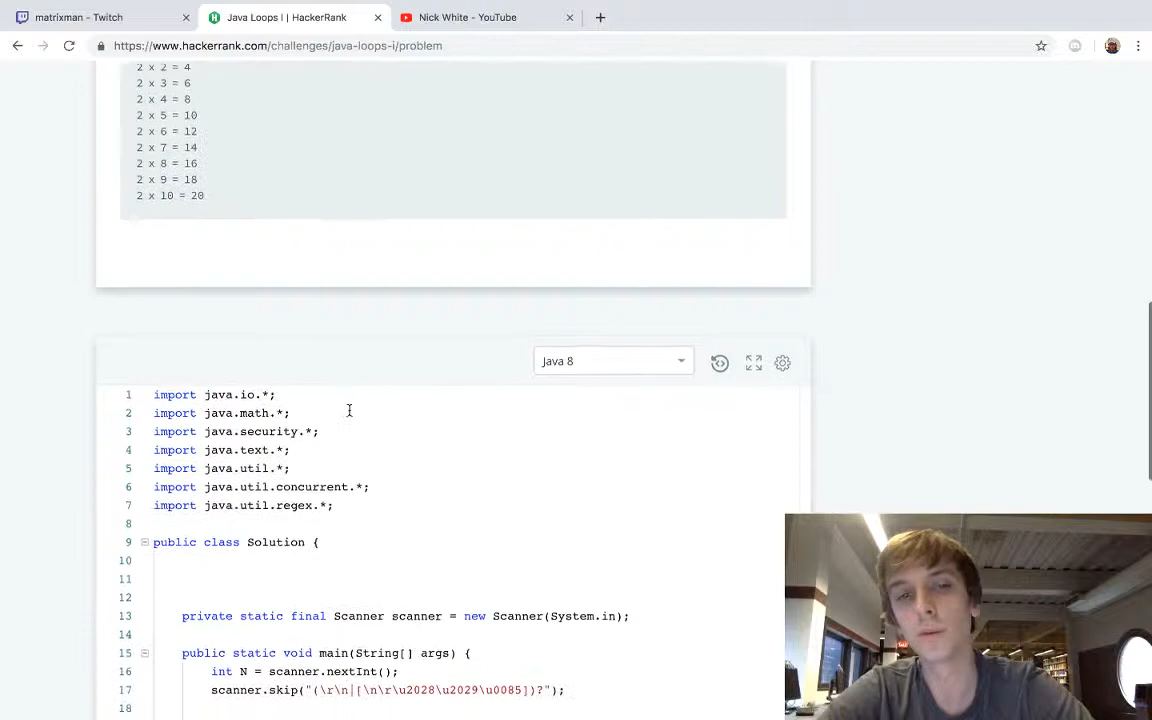 matrixman - Twitch
Java Loops I | HackerRank
Nick White - YouTube
https://www.hackerrank.com/challenges/java-loops-i/problem
2 x 2 = 4
2 x 3 = 6
2 x 4 = 8
2 x 5 = 10
2 x 6 = 12
2 x 7 = 14
2 x 8 = 16
2 x 9 = 18
2 x 10 = 20
Java 8
1 import java.io.*;
2 import java.math.*;
3 import java.security.*;
4 import java.text.*;
5 import java.util.*;
6 import java.util.concurrent.*;
7 import java.util.regex.*;
8
9 public class Solution {
10
11
12
13 private static final Scanner scanner = new Scanner(System.in);
14
15 public static void main(String[] args) {
16 int N = scanner.nextInt();
17 scanner.skip("(\r\n|[\n\r\u2028\u2029\u0085])?");
18